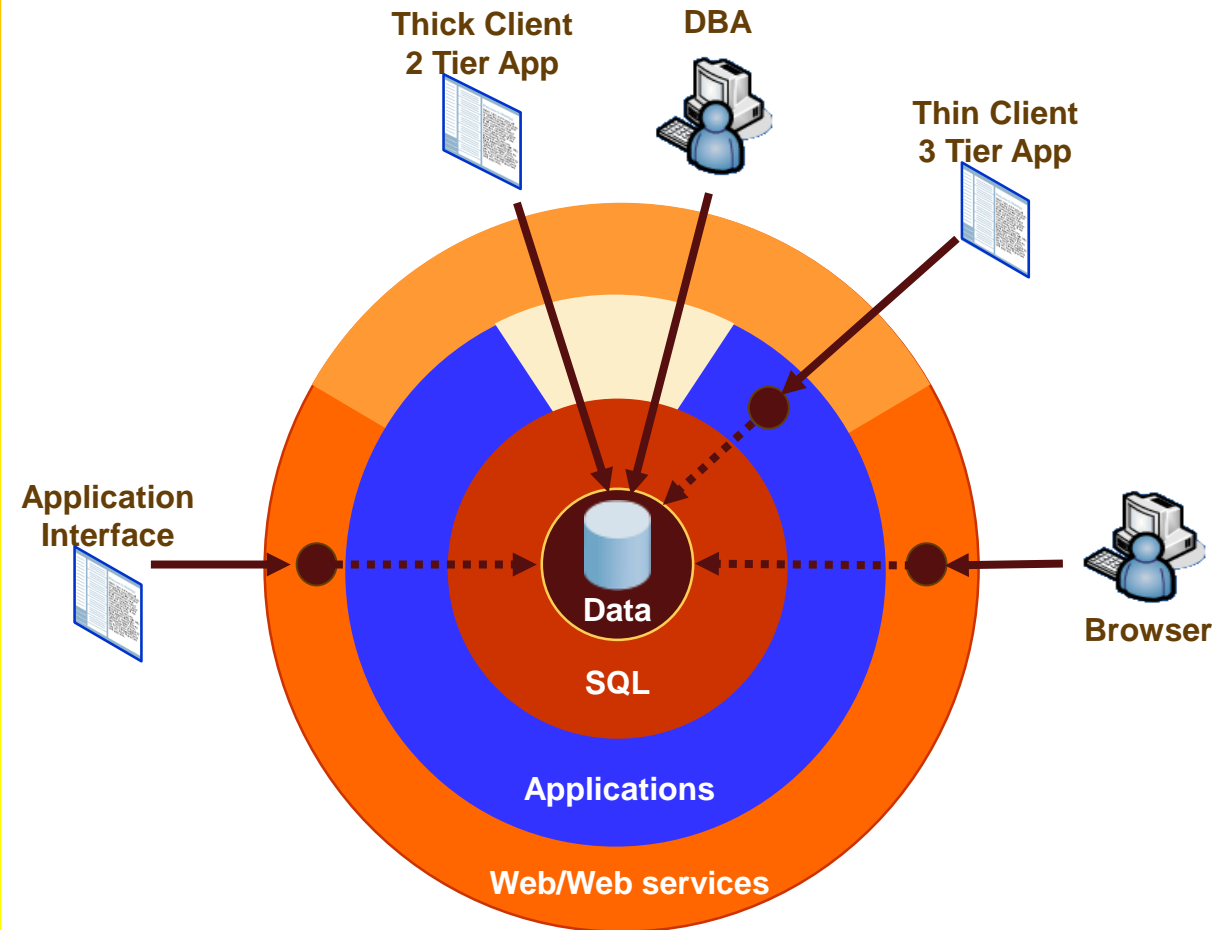 Thick Client
2 Tier App
DBA
Thin Client
3 Tier App
Application
Interface
Browser
Data
SQL
Applications
Web/Web services